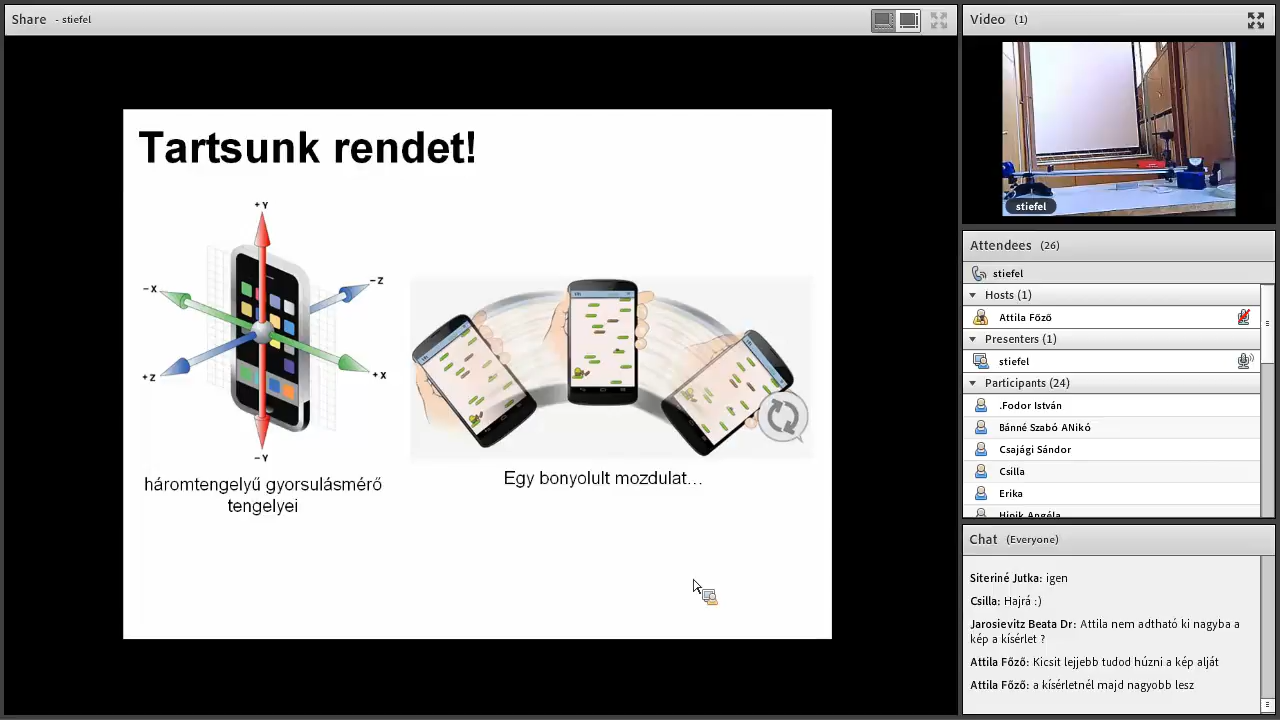 Share - stiefel
Tartsunk rendet!
+Y
-X
-Z
+Z
+X
-Y
háromtengelyű gyorsulásmérő
tengelyei
Egy bonyolult mozdulat...
Video (1)
stiefel
Attendees (26)
stiefel
Hosts (1)
Attila Főző
Presenters (1)
stiefel
Participants (24)
.Fodor István
Bánné Szabó ANikó
Csajági Sándor
Csilla
Erika
Hipik Angéla
Chat (Everyone)
Siteriné Jutka: igen
Csilla: Hajrá :)
Jarosievitz Beata Dr: Attila nem adtható ki nagyba a
kép a kísérlet ?
Attila Főző: Kicsit lejjebb tudod húzni a kép alját
Attila Főző: a kísérletnél majd nagyobb lesz